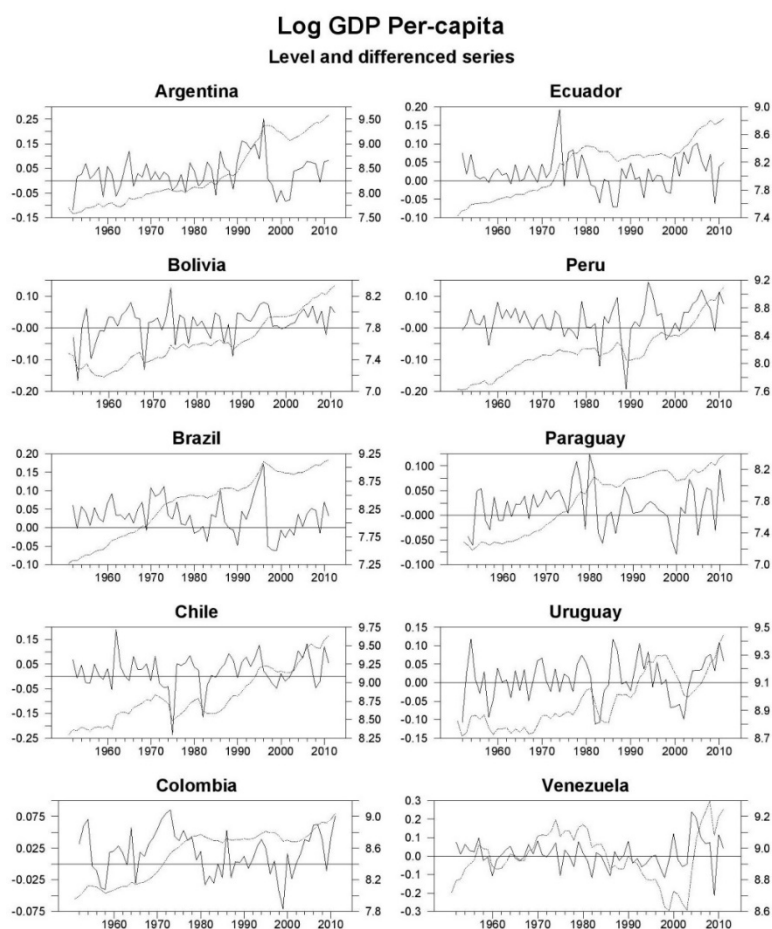 Log GDP Per-capita
Level and differenced series
Argentina
0.25 9.50
0.15 9.00
0.05 8.50
-0.05 8.00
-0.15 7.50
1960 1970 1980 1990 2000 2010
Ecuador
0.20 9.0
0.15
0.10 8.6
0.05 8.2
0.00
-0.05 7.8
-0.10 7.4
1960 1970 1980 1990 2000 2010
Bolivia
0.10 8.2
-0.00 7.8
-0.10 7.4
-0.20 7.0
1960 1970 1980 1990 2000 2010
Peru
9.2
0.10 8.8
-0.00 8.4
-0.10 8.0
-0.20 7.6
1960 1970 1980 1990 2000 2010
Brazil
0.20 9.25
0.15
0.10 8.75
0.05 8.25
0.00
-0.05 7.75
-0.10 7.25
1960 1970 1980 1990 2000 2010
Paraguay
0.100 8.2
0.050 7.8
-0.000
-0.050 7.4
-0.100 7.0
1960 1970 1980 1990 2000 2010
Chile
9.75
0.15 9.50
0.05 9.25
-0.05 9.00
8.75
-0.15 8.50
-0.25 8.25
1960 1970 1980 1990 2000 2010
Uruguay
0.15 9.5
0.10
0.05 9.3
0.00 9.1
-0.05
-0.10 8.9
-0.15 8.7
1960 1970 1980 1990 2000 2010
Colombia
0.075 9.0
0.025 8.6
-0.025 8.2
-0.075 7.8
1960 1970 1980 1990 2000 2010
Venezuela
0.3
0.2 9.2
0.1
-0.0 9.0
-0.1 8.8
-0.2
-0.3 8.6
1960 1970 1980 1990 2000 2010